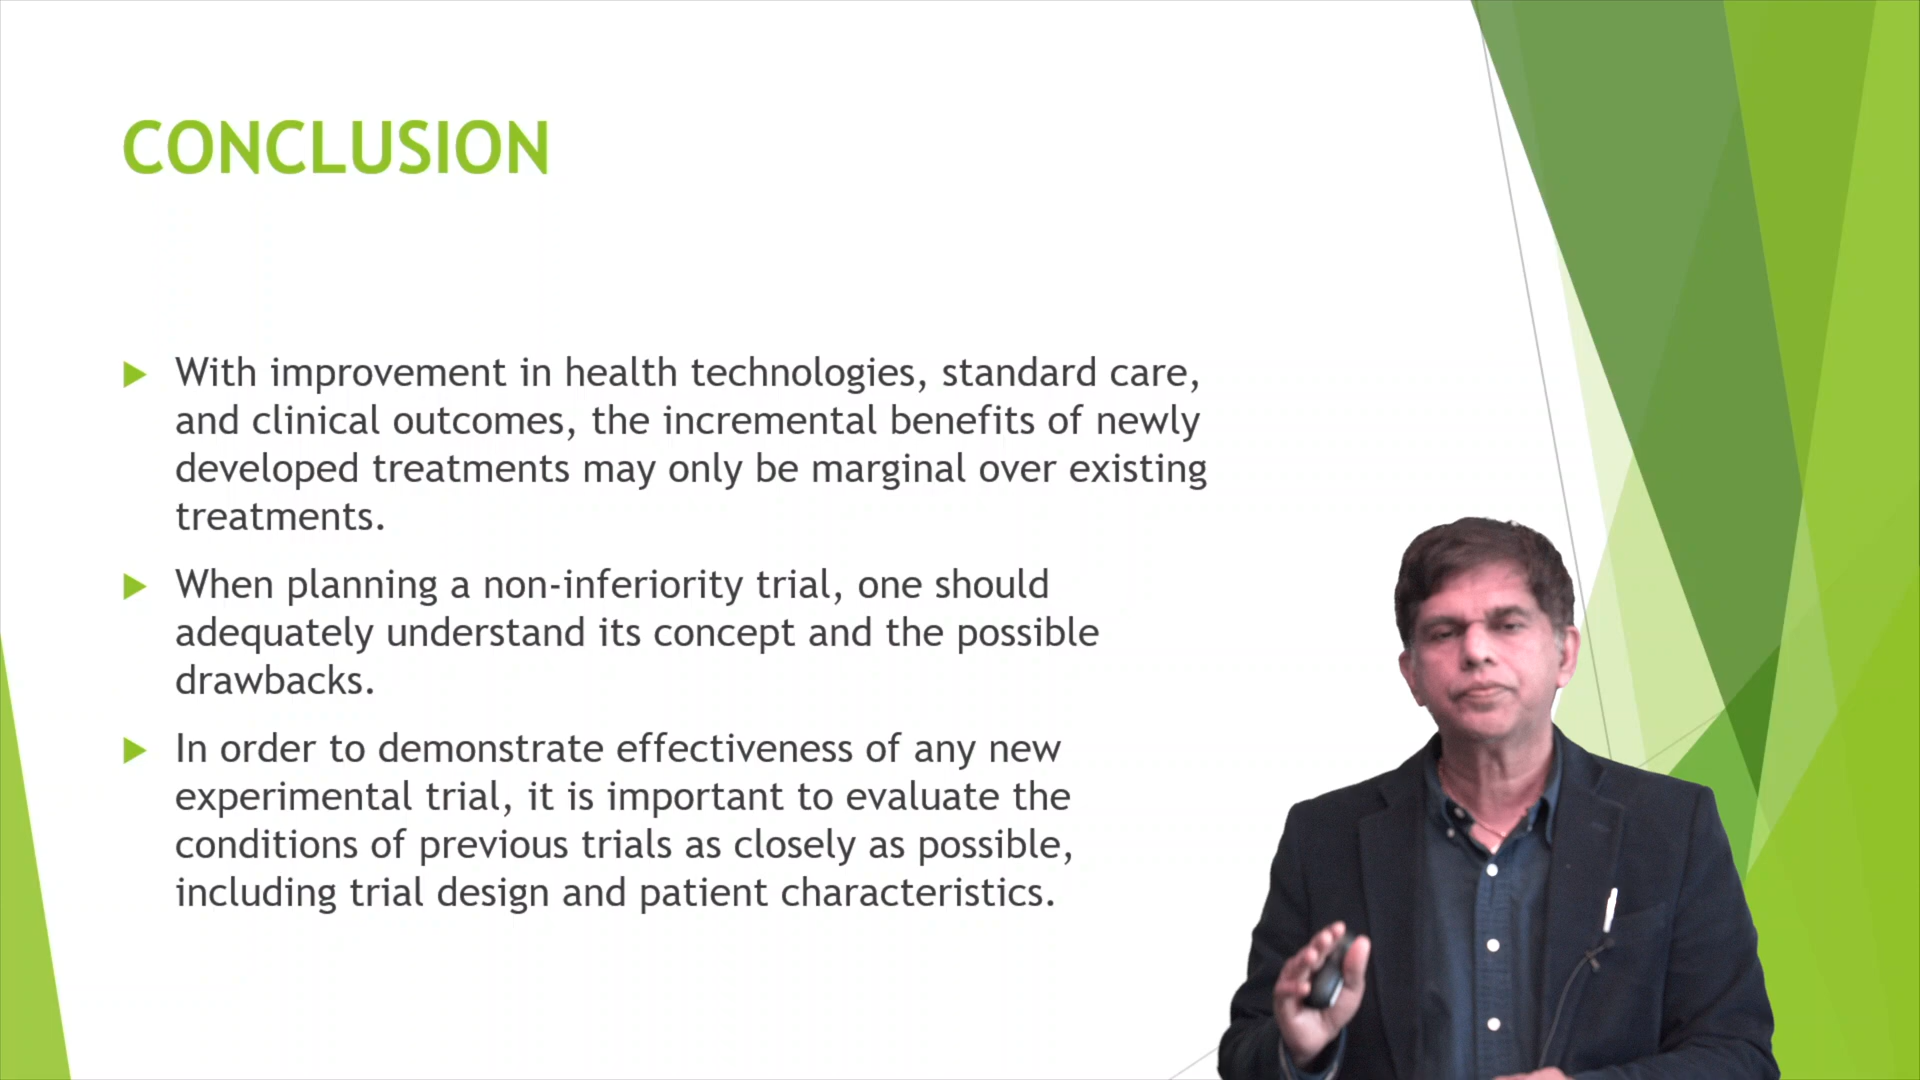 CONCLUSION
With improvement in health technologies, standard care,
and clinical outcomes, the incremental benefits of newly
developed treatments may only be marginal over existing
treatments.
When planning a non-inferiority trial, one should
adequately understand its concept and the possible
drawbacks.
In order to demonstrate effectiveness of any new
experimental trial, it is important to evaluate the
conditions of previous trials as closely as possible,
including trial design and patient characteristics.